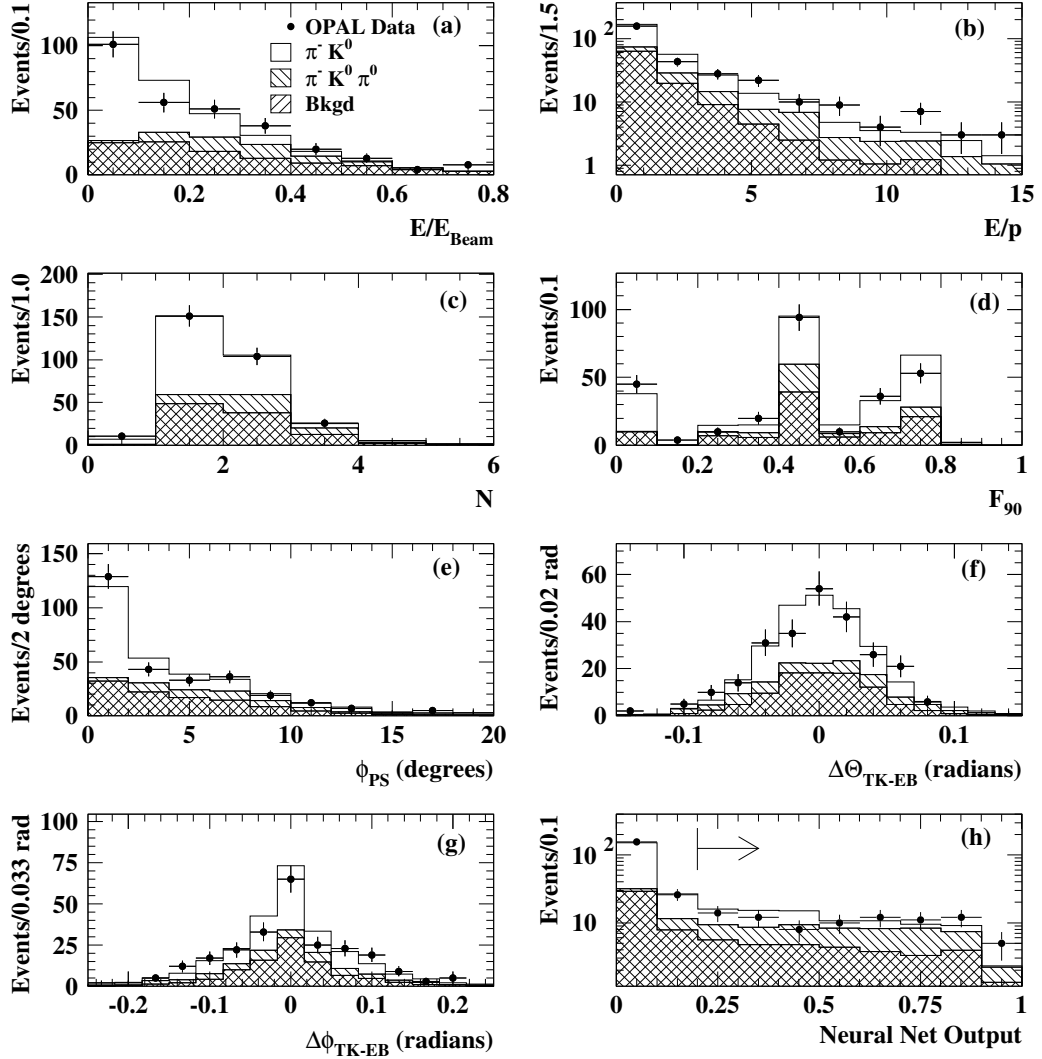 Events/0.1
100
50
0
0
0.2
0.4
0.6
0.8
E/E_Beam
(a)
OPAL Data
π⁻ K⁰
π⁻ K⁰ π⁰
Bkgd
Events/1.5
10²
10
1
0
5
10
15
E/p
(b)
Events/1.0
200
150
100
50
0
0
2
4
6
N
(c)
Events/0.1
100
50
0
0
0.2
0.4
0.6
0.8
1
F₉₀
(d)
Events/2 degrees
150
100
50
0
0
5
10
15
20
ϕ_PS (degrees)
(e)
Events/0.02 rad
60
40
20
0
-0.1
0
0.1
ΔΘ_TK-EB (radians)
(f)
Events/0.033 rad
100
75
50
25
0
-0.2
-0.1
0
0.1
0.2
Δϕ_TK-EB (radians)
(g)
Events/0.1
10²
10
0
0.25
0.5
0.75
1
Neural Net Output
(h)